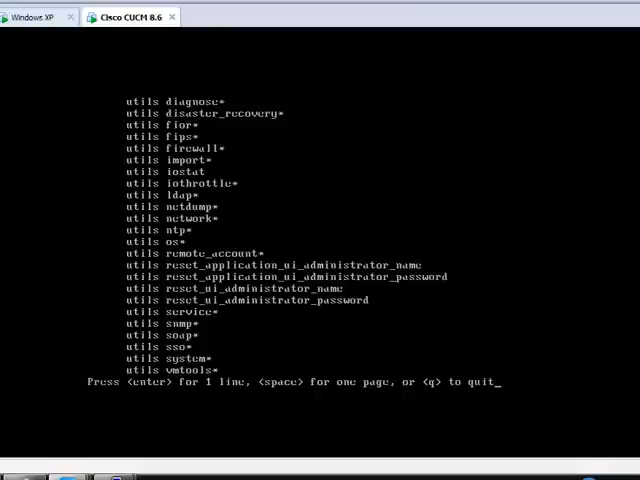 Windows XP
Cisco CUCM 8.6
utils diagnose*
utils disaster_recovery*
utils fior*
utils fips*
utils firewall*
utils import*
utils iostat
utils iothrottle*
utils ldap*
utils netdump*
utils network*
utils ntp*
utils os*
utils remote_account*
utils reset_application_ui_administrator_name
utils reset_application_ui_administrator_password
utils reset_ui_administrator_name
utils reset_ui_administrator_password
utils service*
utils snmp*
utils soap*
utils sso*
utils system*
utils vmtools*
Press <enter> for 1 line, <space> for one page, or <q> to quit_